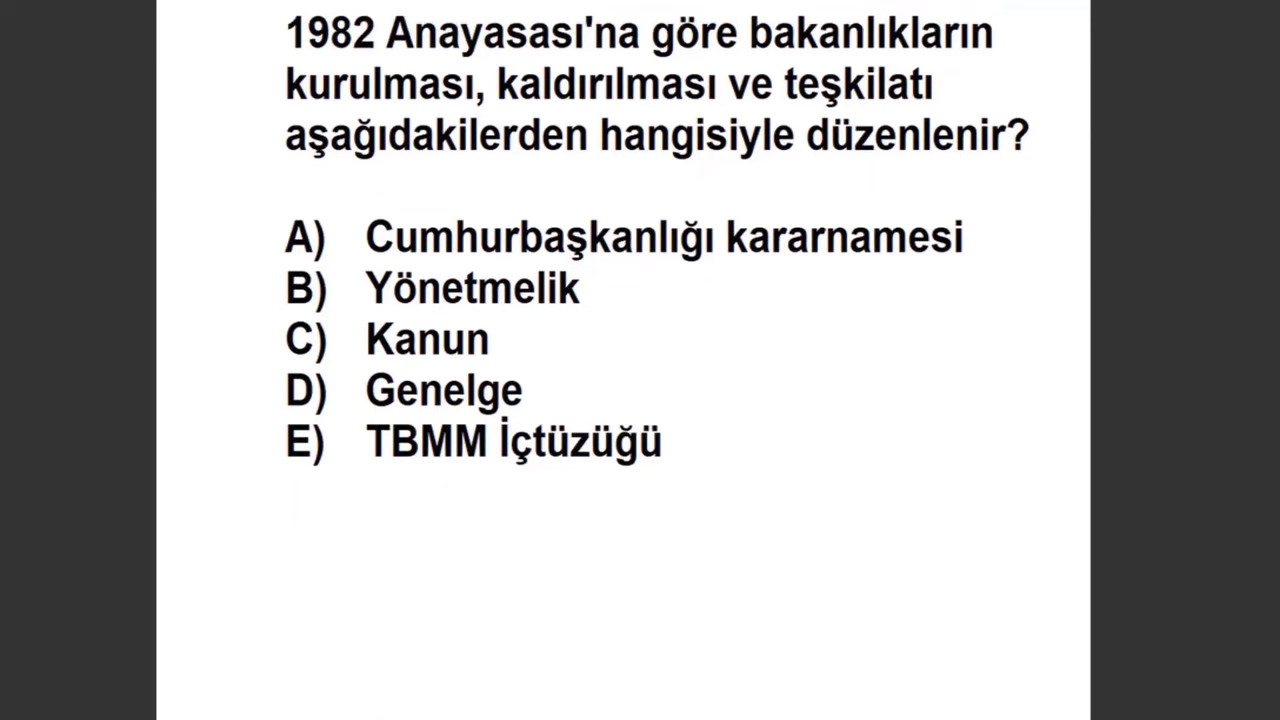 1982 Anayasası'na göre bakanlıkların
kurulması, kaldırılması ve teşkilatı
aşağıdakilerden hangisiyle düzenlenir?
A) Cumhurbaşkanlığı kararnamesi
B) Yönetmelik
C) Kanun
D) Genelge
E) TBMM İçtüzüğü